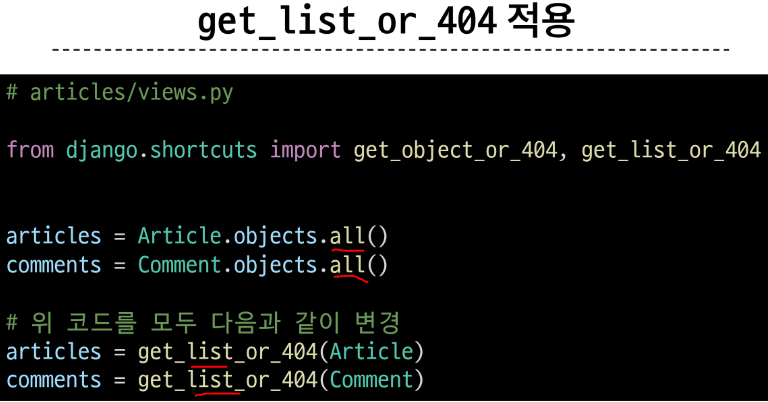 get_list_or_404 적용
# articles/views.py
from django.shortcuts import get_object_or_404, get_list_or_404
articles = Article.objects.all()
comments = Comment.objects.all()
# 위 코드를 모두 다음과 같이 변경
articles = get_list_or_404(Article)
comments = get_list_or_404(Comment)